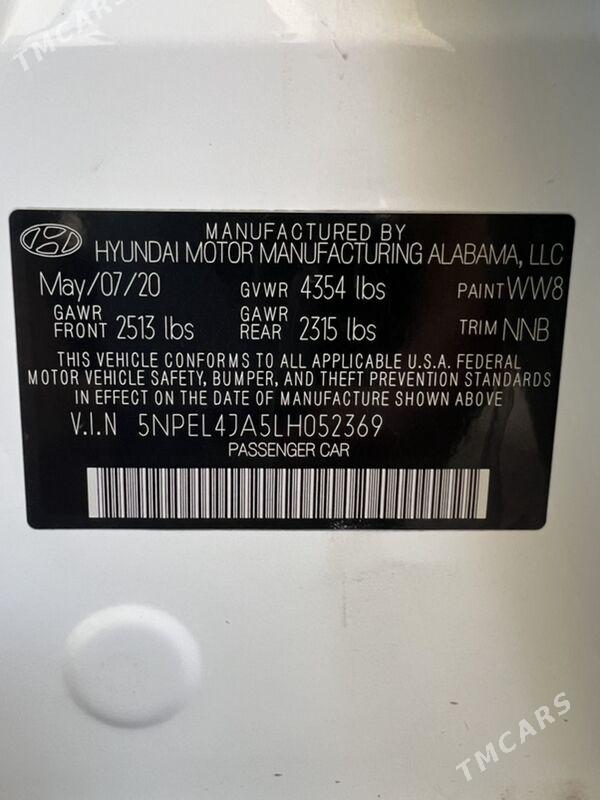 TMCARS
MANUFACTURED BY
HYUNDAI MOTOR MANUFACTURING ALABAMA, LLC
May/07/20 GVWR 4354 lbs PAINT WW8
GAWR FRONT 2513 lbs GAWR REAR 2315 lbs TRIM NNB
THIS VEHICLE CONFORMS TO ALL APPLICABLE U.S.A. FEDERAL
MOTOR VEHICLE SAFETY, BUMPER, AND THEFT PREVENTION STANDARDS
IN EFFECT ON THE DATE OF MANUFACTURE SHOWN ABOVE
V.I.N 5NPEL4JA5LH052369
PASSENGER CAR
TMCARS